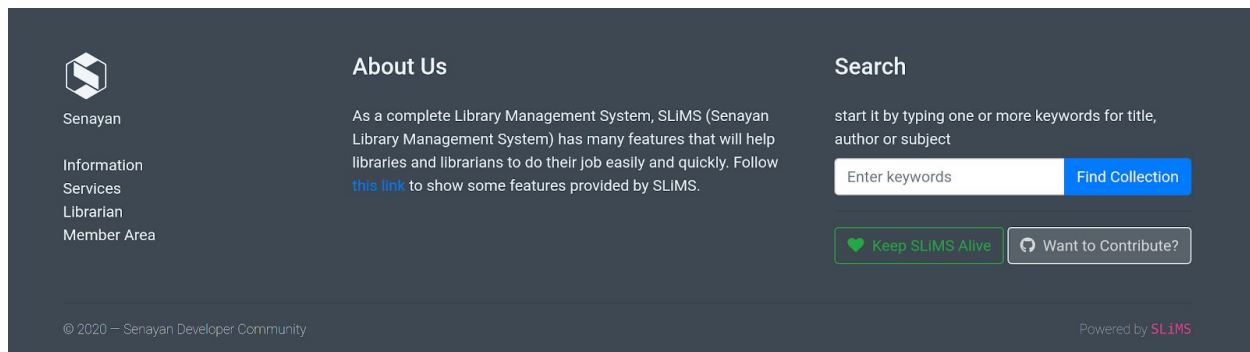 Senayan
Information
Services
Librarian
Member Area
About Us
As a complete Library Management System, SLiMS (Senayan
Library Management System) has many features that will help
libraries and librarians to do their job easily and quickly. Follow
this link to show some features provided by SLiMS.
Search
start it by typing one or more keywords for title,
author or subject
Enter keywords
Find Collection
Keep SLiMS Alive
Want to Contribute?
© 2020 — Senayan Developer Community
Powered by SLiMS